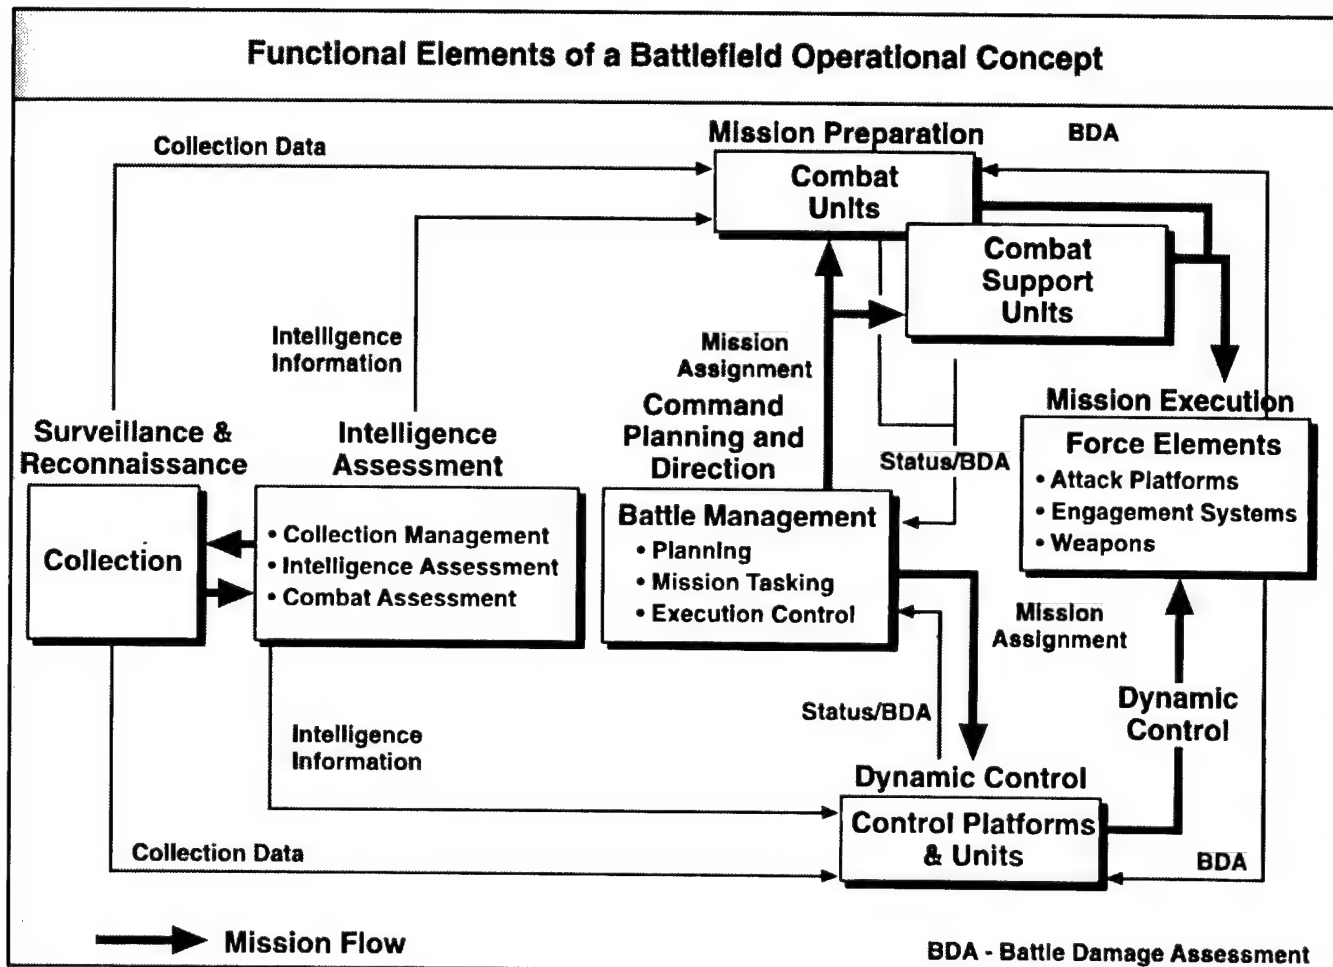 Functional Elements of a Battlefield Operational Concept
Collection Data
Mission Preparation
BDA
Combat
Units
Combat
Support
Units
Intelligence
Information
Mission
Assignment
Command
Planning and
Direction
Mission Execution
Surveillance &
Reconnaissance
Intelligence
Assessment
Status/BDA
Force Elements
• Attack Platforms
• Engagement Systems
• Weapons
Collection
• Collection Management
• Intelligence Assessment
• Combat Assessment
Battle Management
• Planning
• Mission Tasking
• Execution Control
Mission
Assignment
Dynamic
Control
Status/BDA
Intelligence
Information
Dynamic Control
Control Platforms
& Units
Collection Data
BDA
Mission Flow
BDA - Battle Damage Assessment